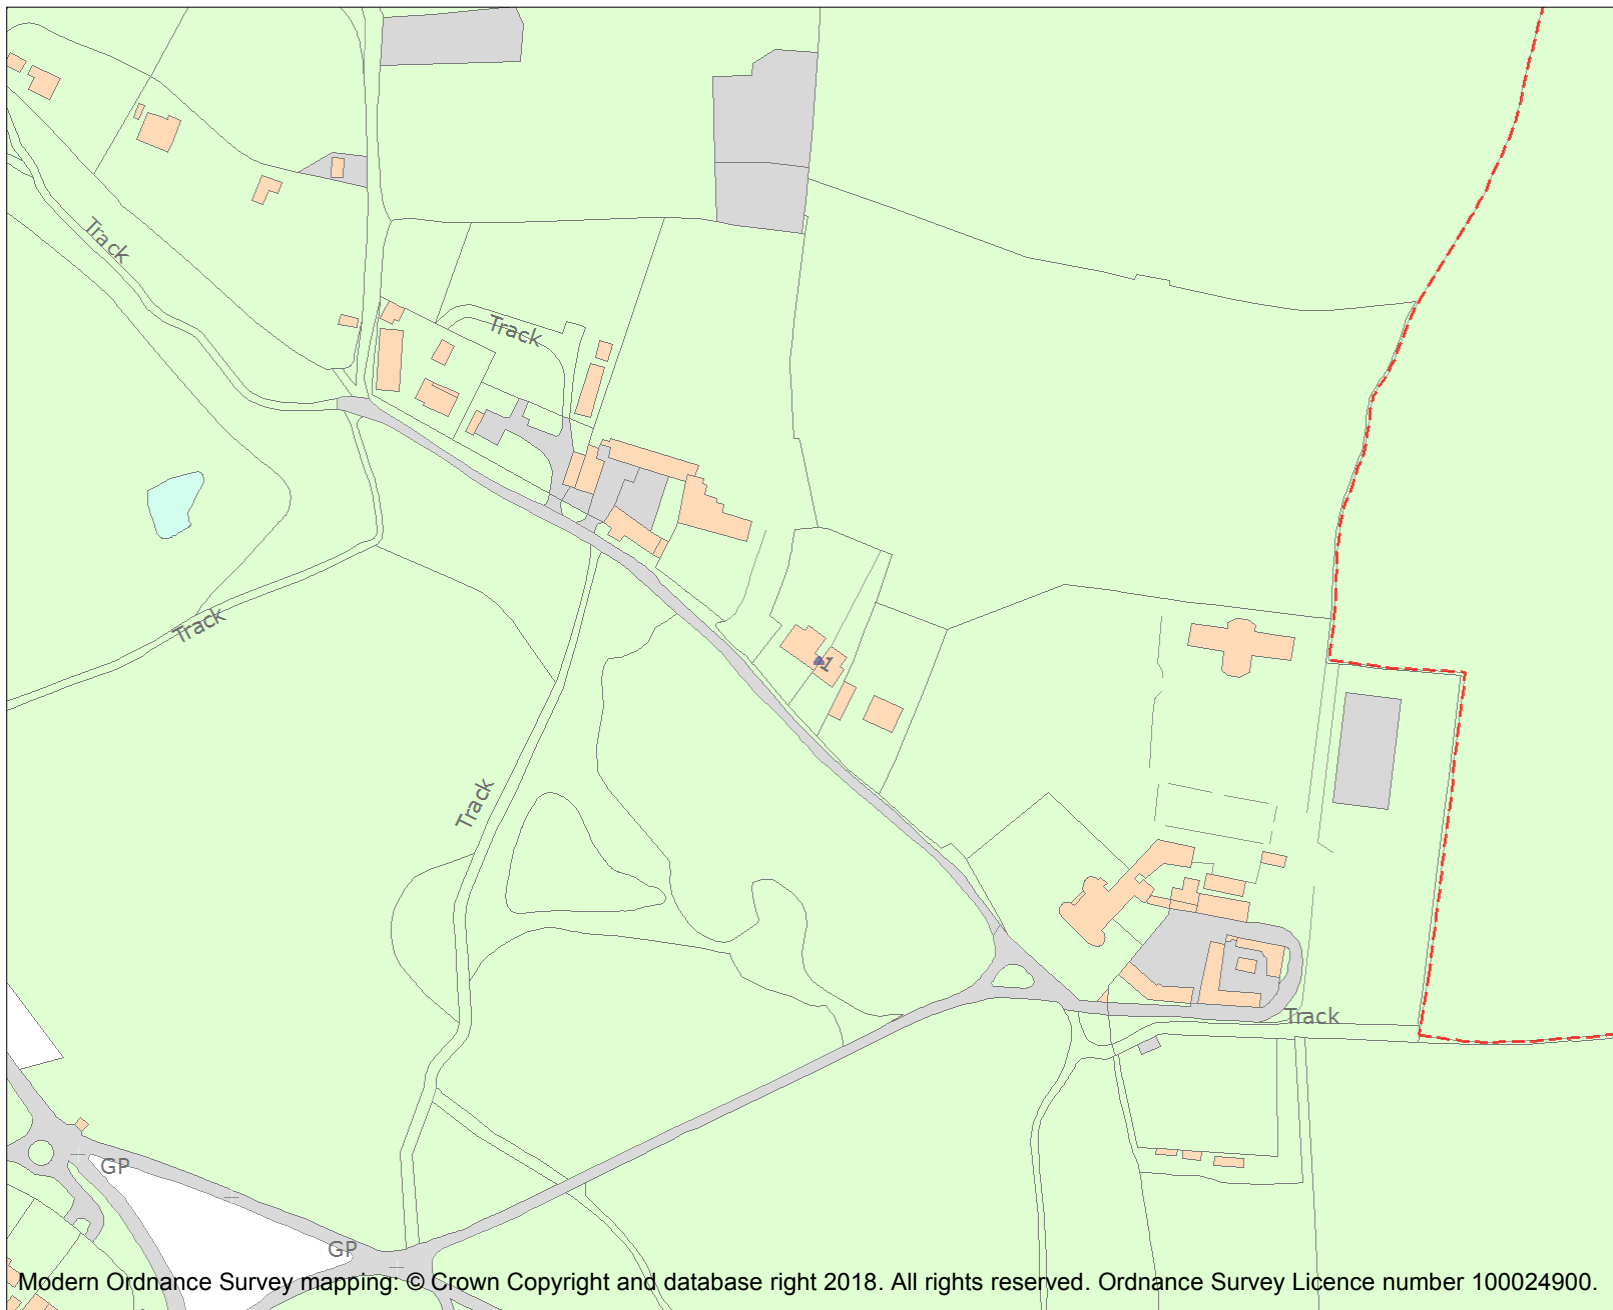 Track
Track
1
Track
Track
Track
GP
GP
Modern Ordnance Survey mapping: © Crown Copyright and database right 2018. All rights reserved. Ordnance Survey Licence number 100024900.